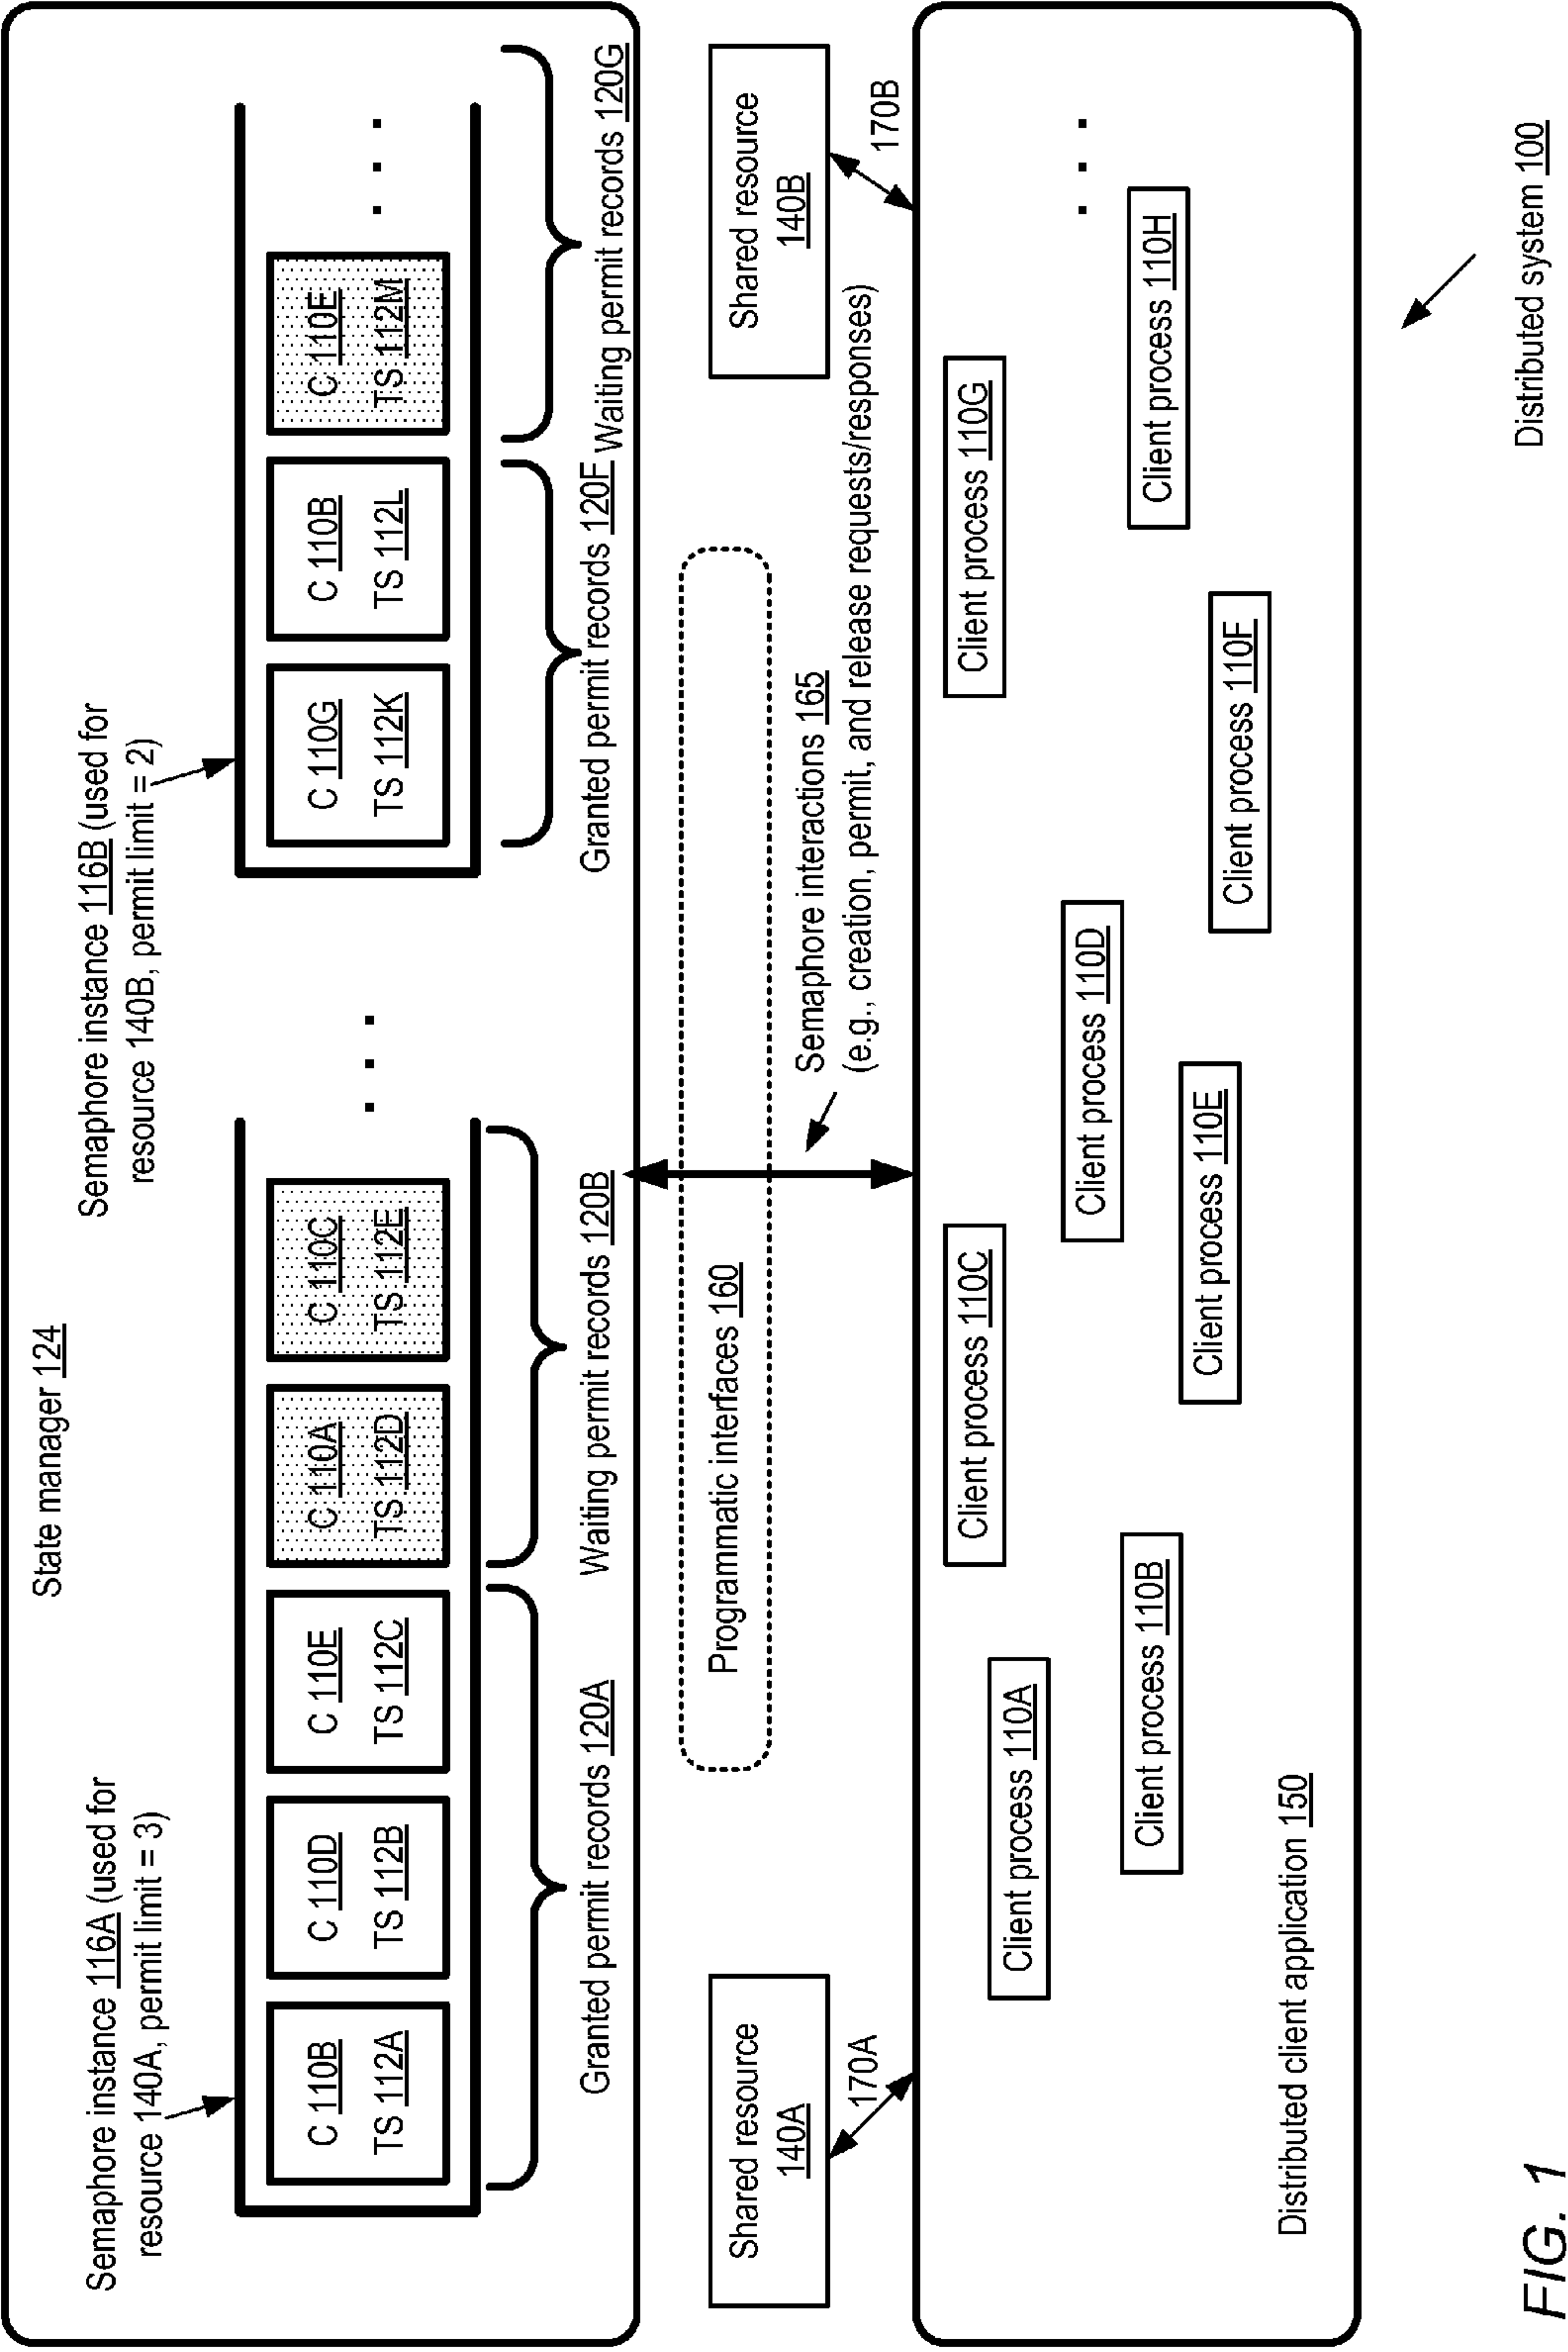 State manager 124
Semaphore instance 116A (used for
resource 140A, permit limit = 3)
Semaphore instance 116B (used for
resource 140B, permit limit = 2)
C 110B
TS 112A
C 110D
TS 112B
C 110E
TS 112C
C 110A
TS 112D
C 110C
TS 112E
. . .
C 110G
TS 112K
C 110B
TS 112L
C 110E
TS 112M
. . .
Granted permit records 120A
Waiting permit records 120B
Granted permit records 120F
Waiting permit records 120G
Shared resource
140A
Programmatic interfaces 160
Shared resource
140B
170A
Semaphore interactions 165
(e.g., creation, permit, and release requests/responses)
170B
Client process 110A
Client process 110B
Client process 110C
Client process 110D
Client process 110E
Client process 110F
Client process 110G
Client process 110H
. . .
Distributed client application 150
Distributed system 100
FIG. 1